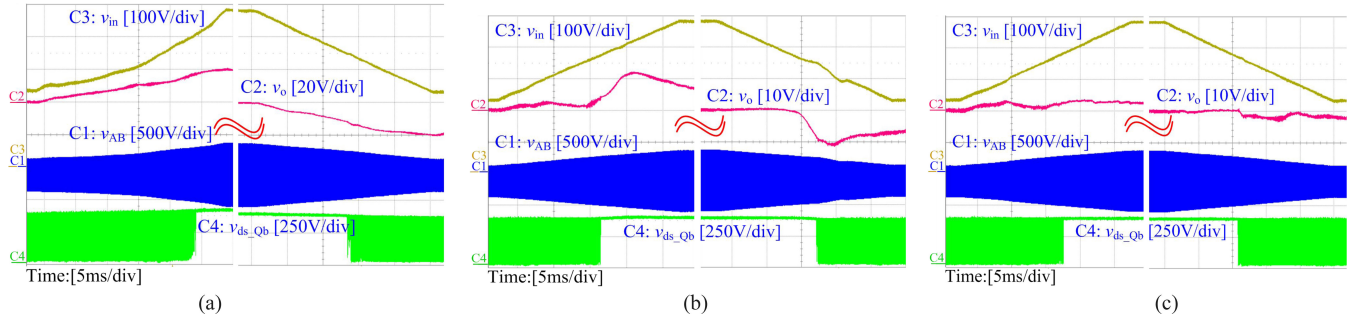 C3: vin [100V/div]
C2
C2: vo [20V/div]
C1: vAB [500V/div]
C3
C1
C4: vds_Qb [250V/div]
C4
Time:[5ms/div]
(a)
C3: vin [100V/div]
C2
C2: vo [10V/div]
C1: vAB [500V/div]
C3
C1
C4: vds_Qb [250V/div]
C4
Time:[5ms/div]
(b)
C3: vin [100V/div]
C2
C2: vo [10V/div]
C1: vAB [500V/div]
C3
C1
C4: vds_Qb [250V/div]
C4
Time:[5ms/div]
(c)